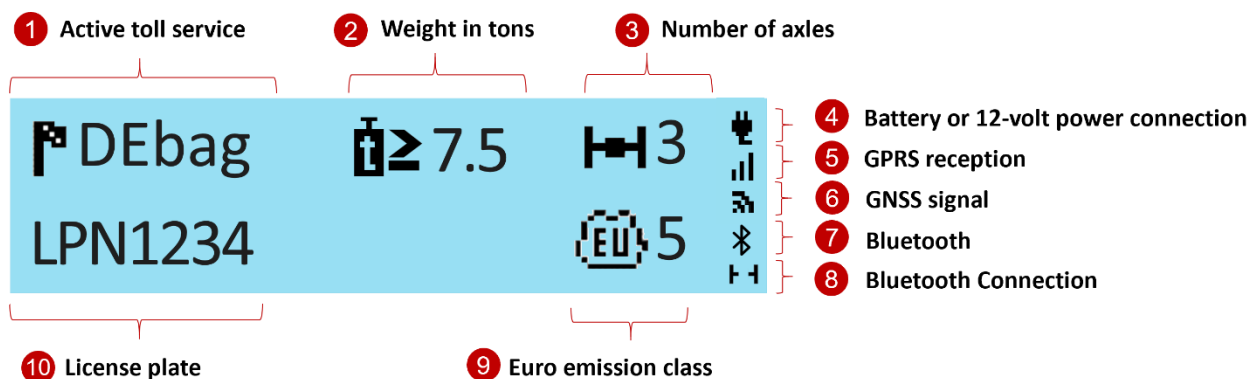 1 Active toll service
2 Weight in tons
3 Number of axles
DEbag
t ≥ 7.5
3
4 Battery or 12-volt power connection
5 GPRS reception
6 GNSS signal
LPN1234
EU 5
7 Bluetooth
8 Bluetooth Connection
10 License plate
9 Euro emission class